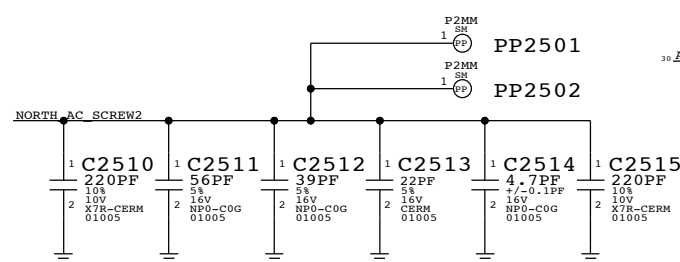 P2MM
SM
1 PP PP2501
P2MM
SM
1 PP PP2502
30
NORTH_AC_SCREW2
1 C2510
220PF
10%
10V
2 X7R-CERM
01005
1 C2511
56PF
5%
16V
2 NP0-C0G
01005
1 C2512
39PF
5%
16V
2 NP0-C0G
01005
1 C2513
22PF
5%
16V
2 CERM
01005
1 C2514
4.7PF
+/-0.1PF
16V
2 NP0-C0G
01005
1 C2515
220PF
10%
10V
2 X7R-CERM
01005